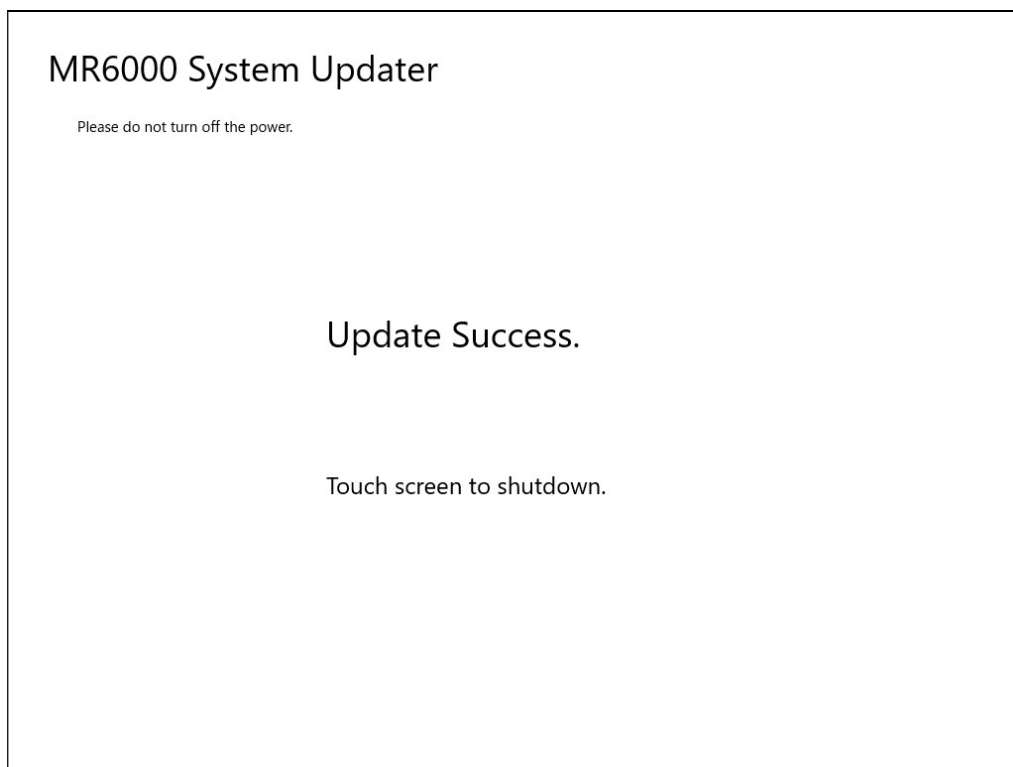 MR6000 System Updater
Please do not turn off the power.
Update Success.
Touch screen to shutdown.